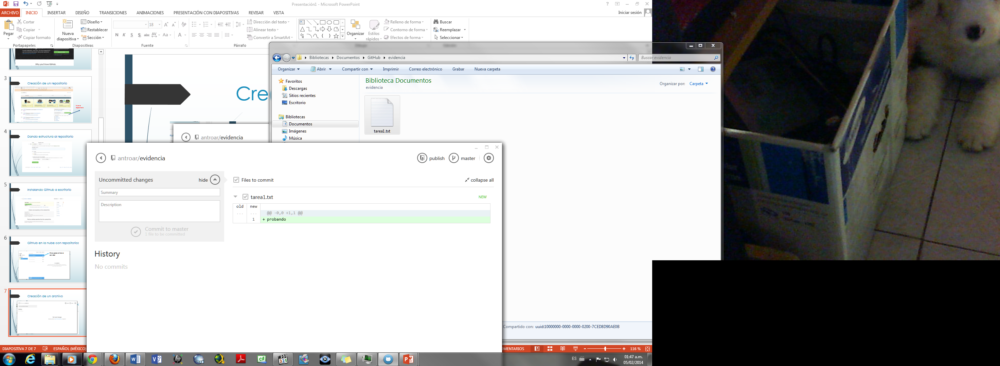 Presentación1 - Microsoft PowerPoint
ARCHIVO INICIO INSERTAR DISEÑO TRANSICIONES ANIMACIONES PRESENTACIÓN CON DIAPOSITIVAS REVISAR VISTA
Iniciar sesión
Pegar
Cortar
Copiar
Copiar formato
Portapapeles
Nueva diapositiva
Diseño
Restablecer
Sección
Diapositivas
18
N K S S abc AV Aa A
Fuente
Dirección del texto
Alinear texto
Convertir a SmartArt
Párrafo
Organizar
Estilos rápidos
Relleno de forma
Contorno de forma
Efectos de forma
Buscar
Reemplazar
Seleccionar
Why you'll love GitHub
3 Creación de un repositorio
4 Dando estructura al repositorio
5 Instalando GitHub a escritorio
6 GitHub en la nube con repositorios
7 Creación de un archivo
Cre
antroar/evidencia
Bibliotecas Documentos GitHub evidencia
Buscar evidencia
Organizar Abrir Compartir con Imprimir Correo electrónico Grabar Nueva carpeta
Favoritos
Descargas
Sitios recientes
Escritorio
Bibliotecas
Documentos
Imágenes
Música
Biblioteca Documentos
evidencia
Organizar por: Carpeta
tarea1.txt
Compartido con: uuid:10000000-0000-0000-0200-7CED8D90AE0B
antroar/evidencia
publish master
Uncommitted changes hide
Summary
Description
Commit to master
1 file to be committed
Files to commit collapse all
tarea1.txt NEW
old new
... ... @@ -0,0 +1,1 @@
1 + probando
History
No commits
DIAPOSITIVA 7 DE 7 ESPAÑOL (MÉXICO)
OMENTARIOS
116 %
ES
01:47 a.m.
05/02/2014